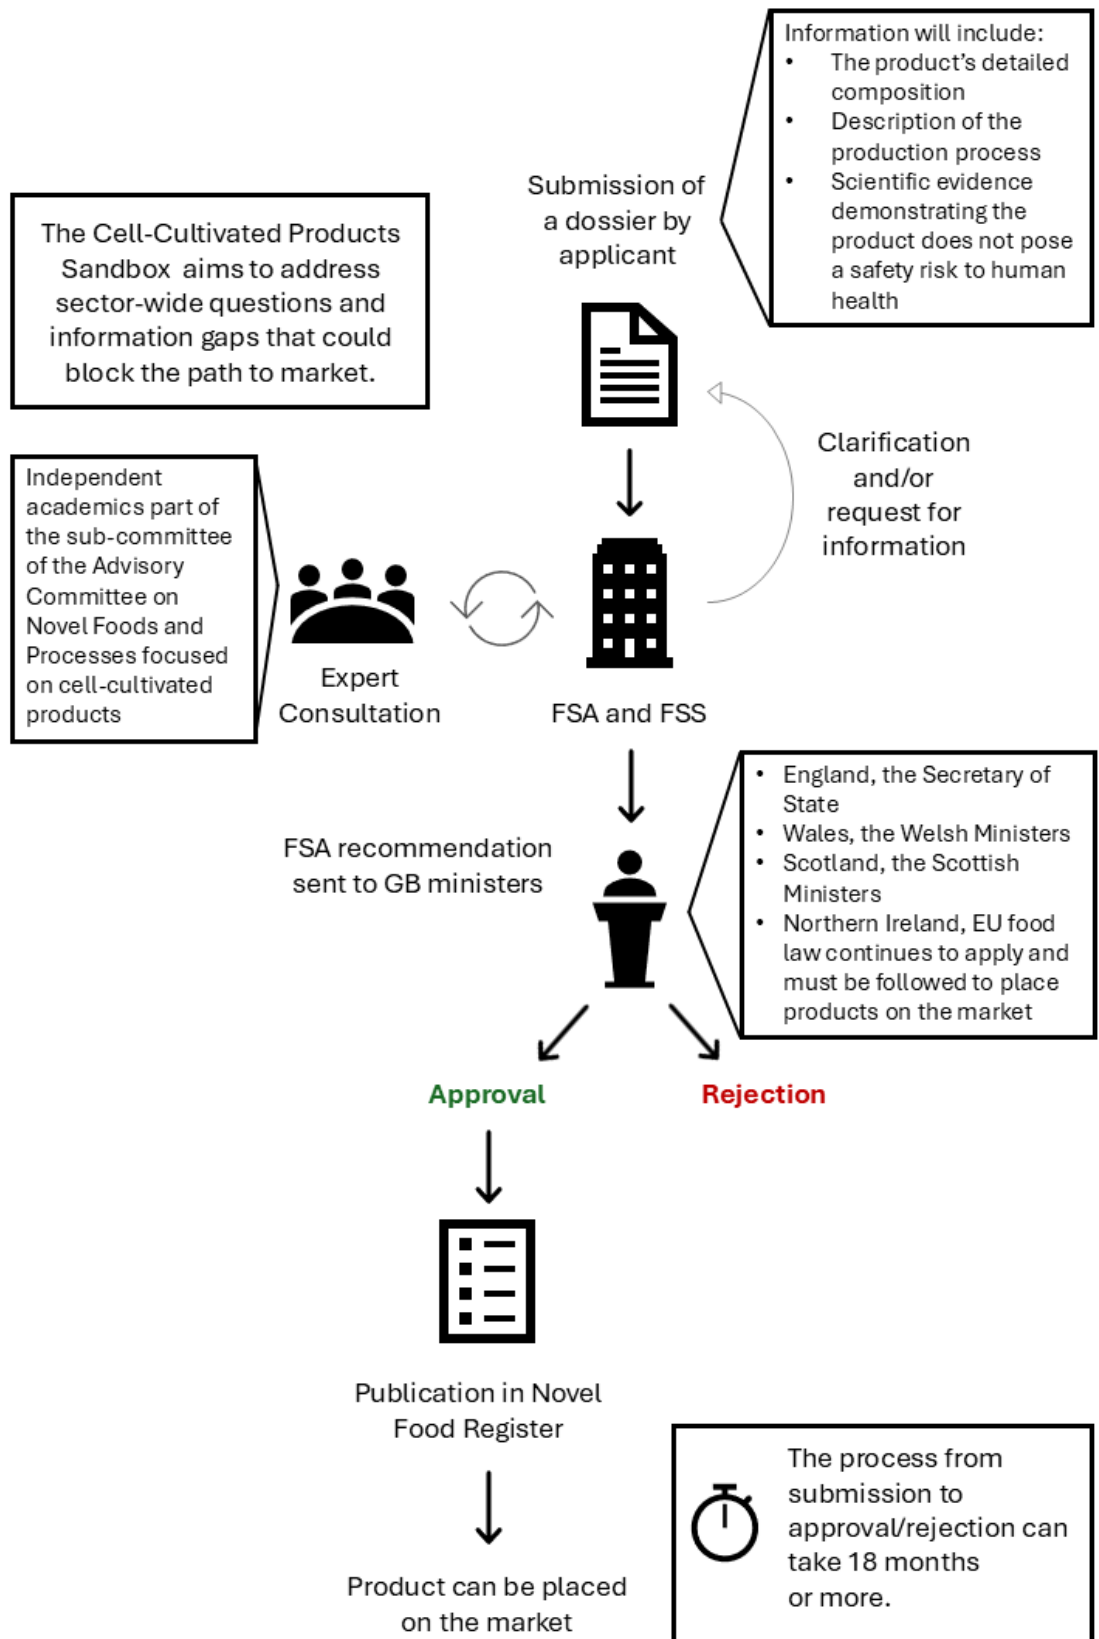 Information will include:
• The product’s detailed
composition
• Description of the
production process
• Scientific evidence
demonstrating the
product does not pose
a safety risk to human
health
Submission of
a dossier by
applicant
The Cell-Cultivated Products
Sandbox aims to address
sector-wide questions and
information gaps that could
block the path to market.
Clarification
and/or
request for
information
Independent
academics part of
the sub-committee
of the Advisory
Committee on
Novel Foods and
Processes focused
on cell-cultivated
products
Expert
Consultation
FSA and FSS
FSA recommendation
sent to GB ministers
• England, the Secretary of
State
• Wales, the Welsh Ministers
• Scotland, the Scottish
Ministers
• Northern Ireland, EU food
law continues to apply and
must be followed to place
products on the market
Approval
Rejection
Publication in Novel
Food Register
The process from
submission to
approval/rejection can
take 18 months
or more.
Product can be placed
on the market